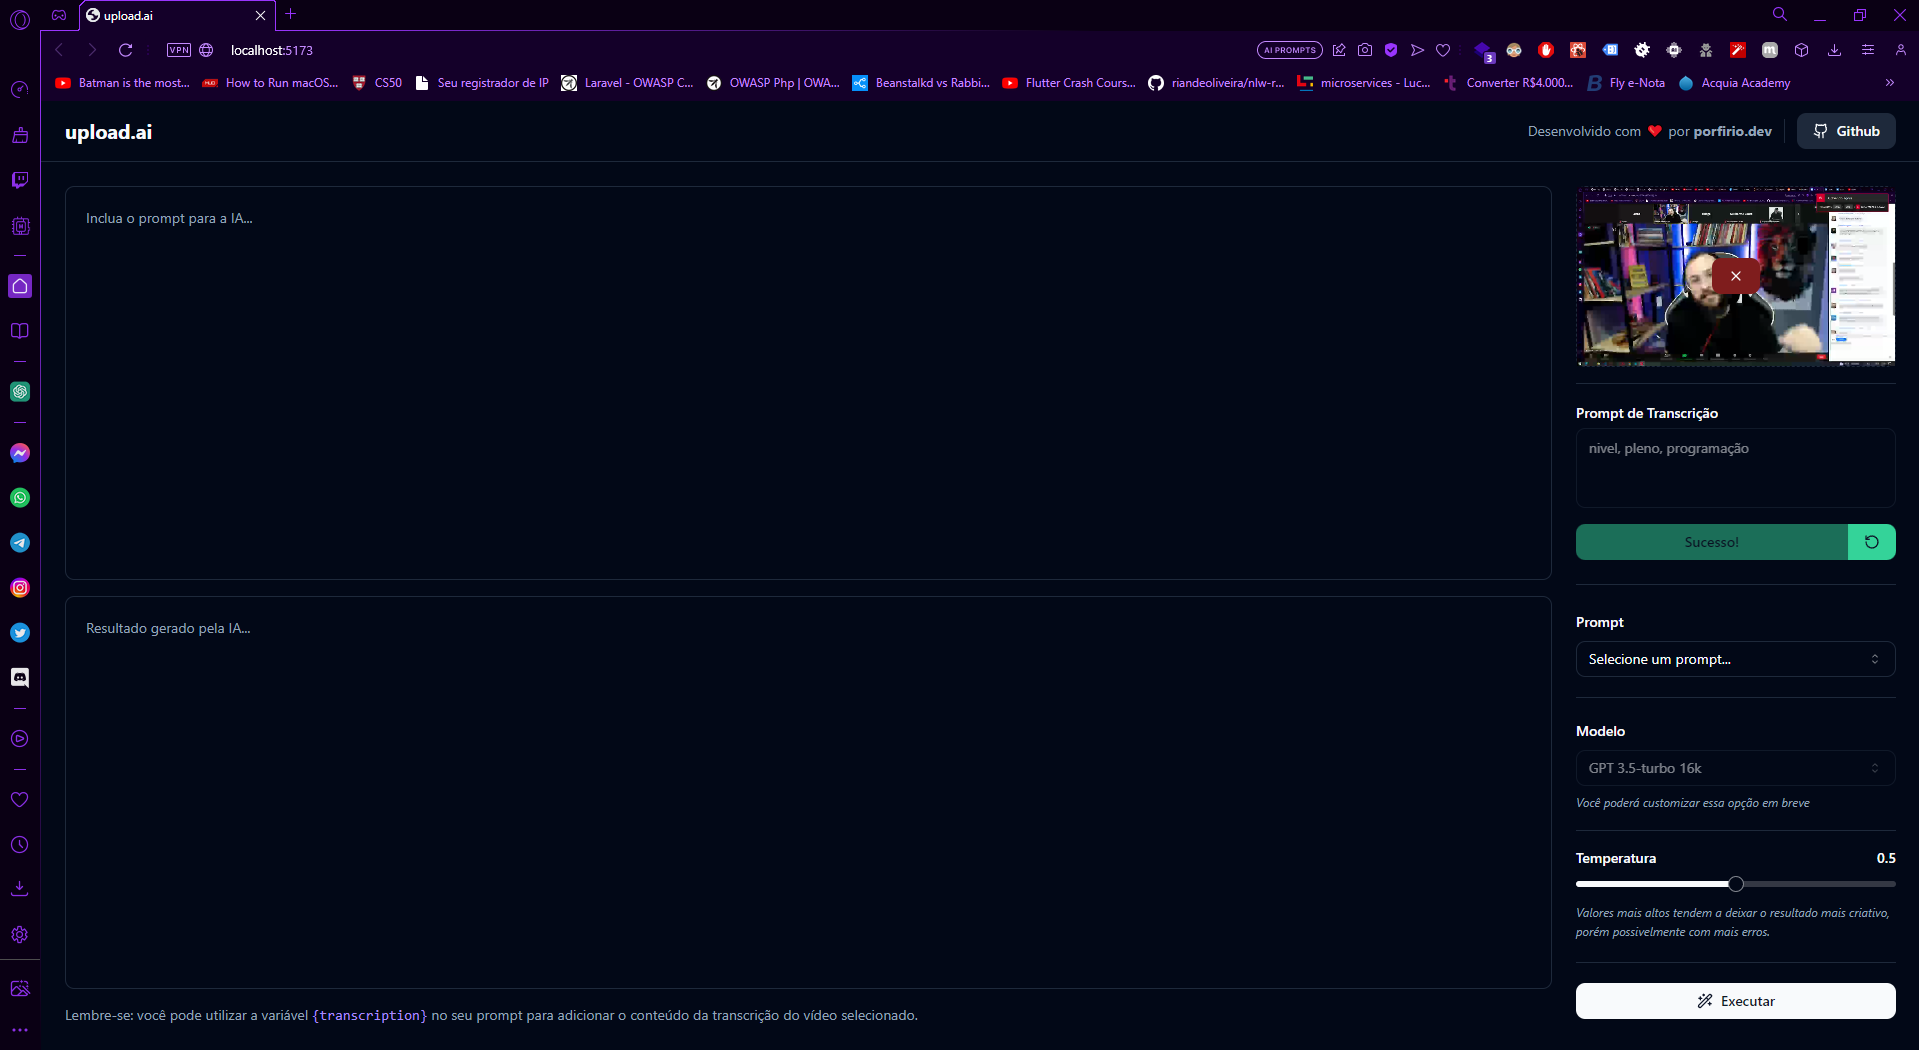 upload.ai
VPN
localhost:5173
AI PROMPTS
3
Batman is the most...
How to Run macOS...
CS50
Seu registrador de IP
Laravel - OWASP C...
OWASP Php | OWA...
Beanstalkd vs Rabbi...
Flutter Crash Cours...
riandeoliveira/nlw-r...
microservices - Luc...
Converter R$4.000...
Fly e-Nota
Acquia Academy
upload.ai
Desenvolvido com ❤️ por porfirio.dev
Github
Inclua o prompt para a IA...
Prompt de Transcrição
nivel, pleno, programação
Sucesso!
Resultado gerado pela IA...
Prompt
Selecione um prompt...
Modelo
GPT 3.5-turbo 16k
Você poderá customizar essa opção em breve
Temperatura 0.5
Valores mais altos tendem a deixar o resultado mais criativo,
porém possivelmente com mais erros.
Executar
Lembre-se: você pode utilizar a variável {transcription} no seu prompt para adicionar o conteúdo da transcrição do vídeo selecionado.